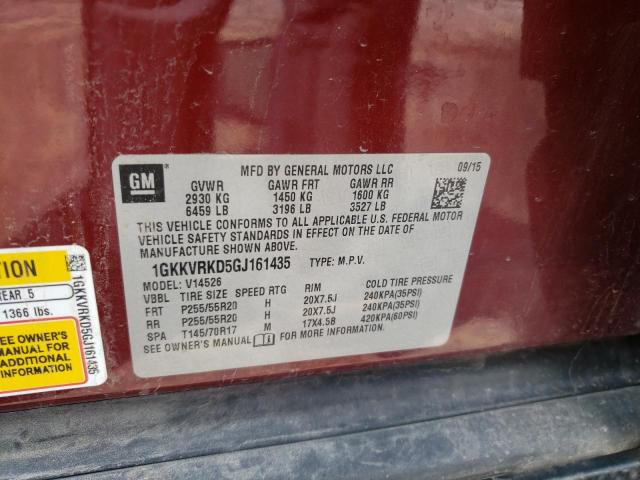 GM
MFD BY GENERAL MOTORS LLC
09/15
GVWR GAWR FRT GAWR RR
2930 KG 1450 KG 1600 KG
6459 LB 3196 LB 3527 LB
THIS VEHICLE CONFORMS TO ALL APPLICABLE U.S. FEDERAL MOTOR
VEHICLE SAFETY STANDARDS IN EFFECT ON THE DATE OF
MANUFACTURE SHOWN ABOVE.
1GKKVRKD5GJ161435 TYPE: M.P.V.
MODEL: V14526
VBBL TIRE SIZE SPEED RTG RIM COLD TIRE PRESSURE
FRT P255/55R20 H 20X7.5J 240KPA(35PSI)
RR P255/55R20 H 20X7.5J 240KPA(35PSI)
SPA T145/70R17 M 17X4.5B 420KPA(60PSI)
SEE OWNER'S MANUAL FOR MORE INFORMATION.
TION
REAR 5
1366 lbs.
SEE OWNER'S
MANUAL FOR
ADDITIONAL
INFORMATION
1GKKVRKD5GJ161435